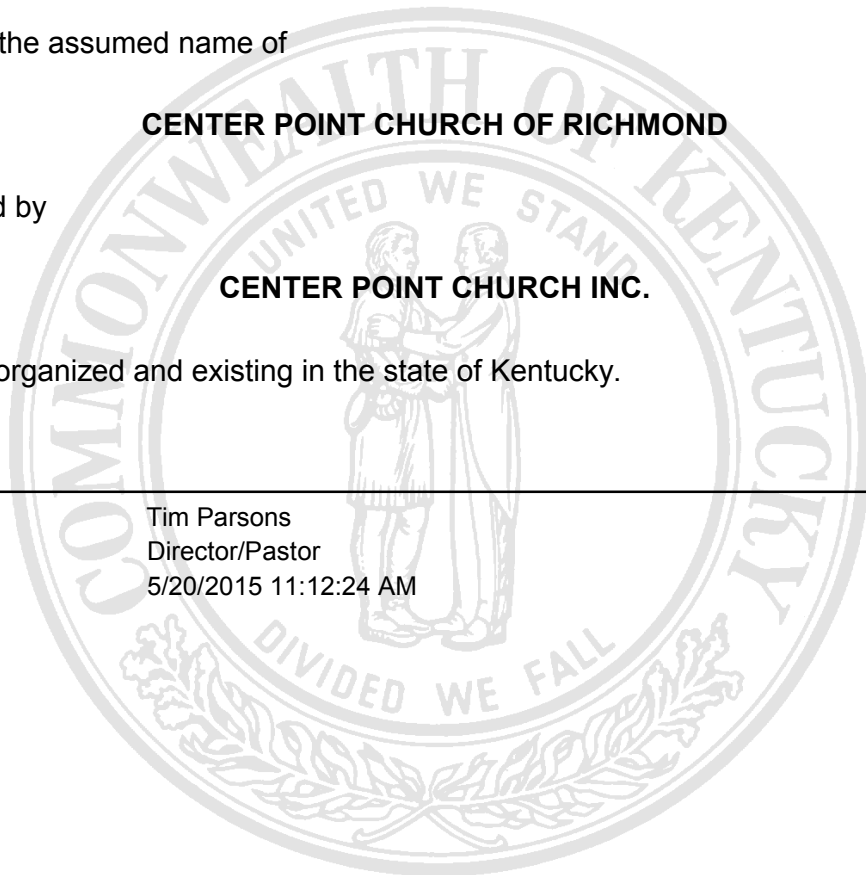 the assumed name of
CENTER POINT CHURCH OF RICHMOND
d by
CENTER POINT CHURCH INC.
organized and existing in the state of Kentucky.
Tim Parsons
Director/Pastor
5/20/2015 11:12:24 AM
COMMONWEALTH OF KENTUCKY
UNITED WE STAND
DIVIDED WE FALL